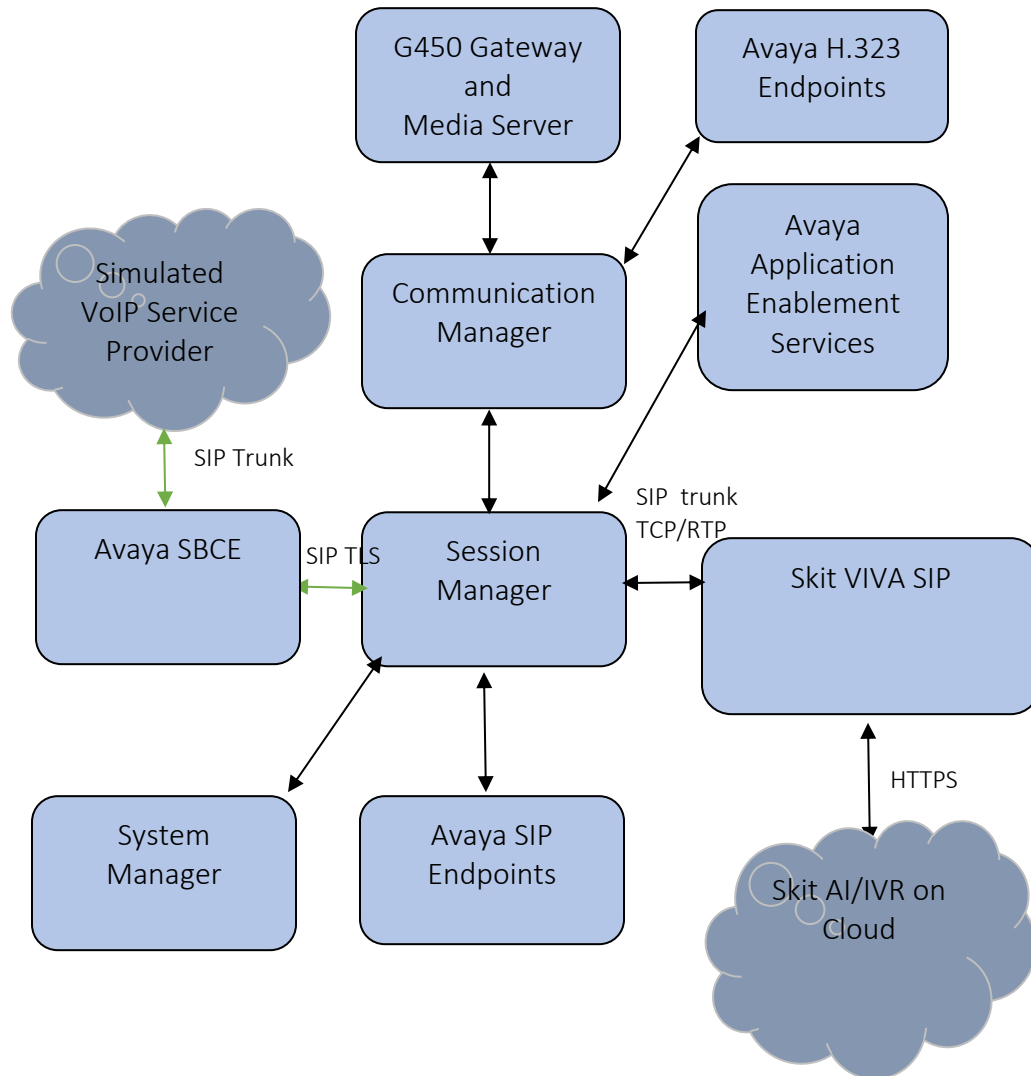 G450 Gateway
and
Media Server
Avaya H.323
Endpoints
Avaya
Application
Enablement
Services
Simulated
VoIP Service
Provider
Communication
Manager
SIP Trunk
SIP trunk
TCP/RTP
Avaya SBCE
SIP TLS
Session
Manager
Skit VIVA SIP
HTTPS
System
Manager
Avaya SIP
Endpoints
Skit AI/IVR on
Cloud